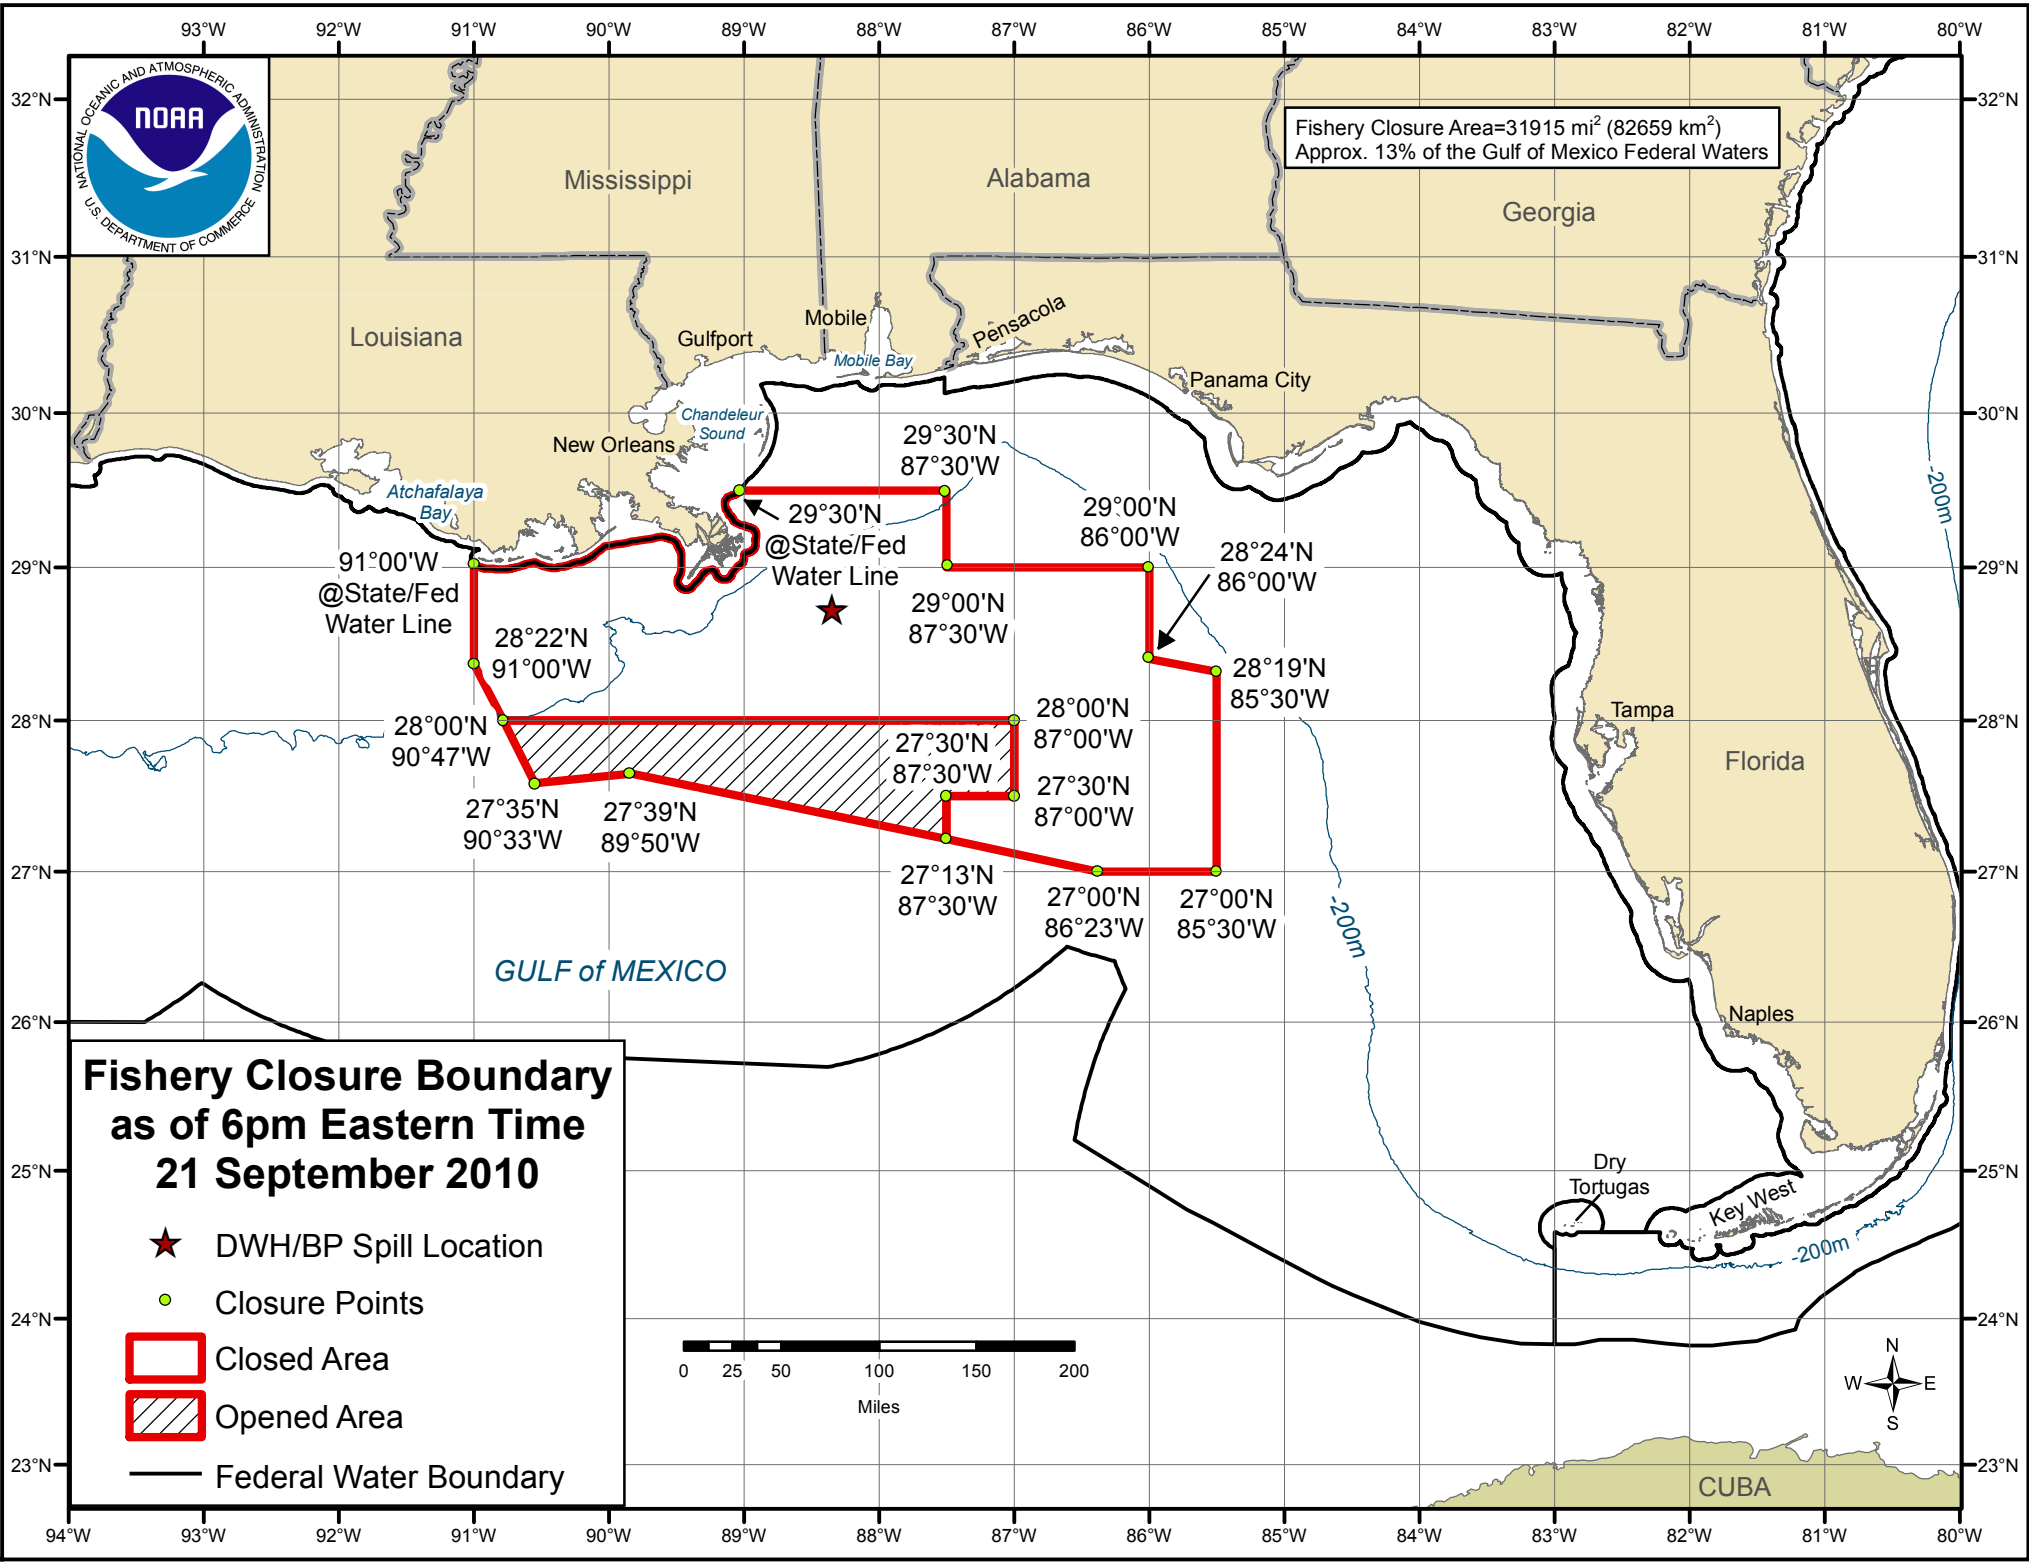 93°W 92°W 91°W 90°W 89°W 88°W 87°W 86°W 85°W 84°W 83°W 82°W 81°W 80°W
NATIONAL OCEANIC AND ATMOSPHERIC ADMINISTRATION
NOAA
U.S. DEPARTMENT OF COMMERCE
32°N
32°N
Fishery Closure Area=31915 mi² (82659 km²)
Approx. 13% of the Gulf of Mexico Federal Waters
Mississippi
Alabama
Georgia
31°N
31°N
Louisiana
Gulfport
Mobile
Mobile Bay
Pensacola
Panama City
30°N
30°N
Chandeleur
Sound
New Orleans
Atchafalaya
Bay
29°30'N
87°30'W
29°30'N
@State/Fed
Water Line
29°00'N
86°00'W
28°24'N
86°00'W
-200m
91°00'W
@State/Fed
Water Line
29°N
29°N
29°00'N
87°30'W
28°22'N
91°00'W
28°19'N
85°30'W
28°00'N
90°47'W
28°00'N
87°00'W
27°30'N
87°30'W
27°30'N
87°00'W
28°N
28°N
Tampa
Florida
27°35'N
90°33'W
27°39'N
89°50'W
27°13'N
87°30'W
27°00'N
86°23'W
27°00'N
85°30'W
27°N
27°N
-200m
GULF of MEXICO
Naples
26°N
26°N
Fishery Closure Boundary
as of 6pm Eastern Time
21 September 2010
DWH/BP Spill Location
Closure Points
Closed Area
Opened Area
Federal Water Boundary
25°N
25°N
Dry
Tortugas
Key West
-200m
24°N
24°N
0 25 50 100 150 200
Miles
N
W E
S
23°N
23°N
CUBA
94°W 93°W 92°W 91°W 90°W 89°W 88°W 87°W 86°W 85°W 84°W 83°W 82°W 81°W 80°W